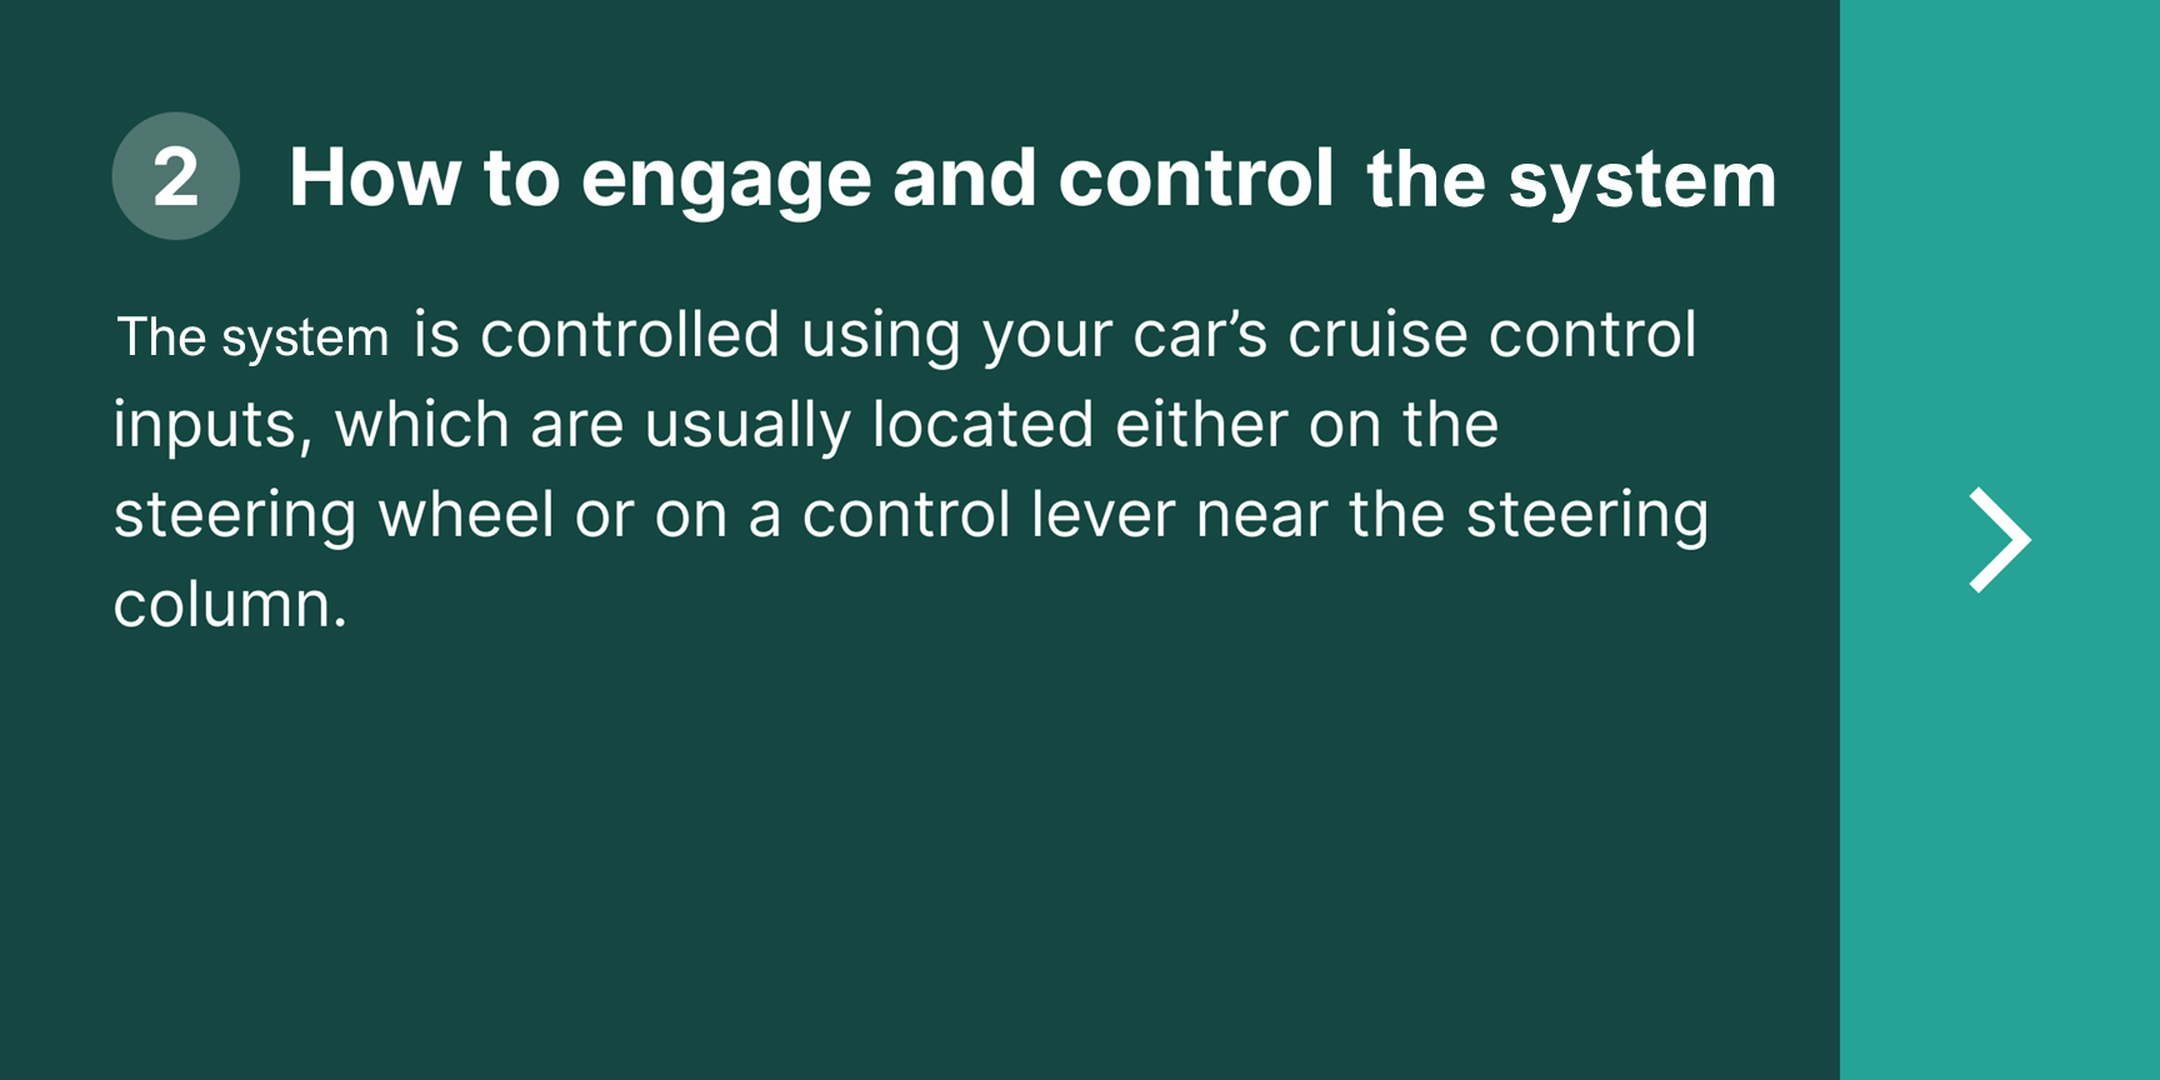 2 How to engage and control the system
The system is controlled using your car’s cruise control
inputs, which are usually located either on the
steering wheel or on a control lever near the steering
column.